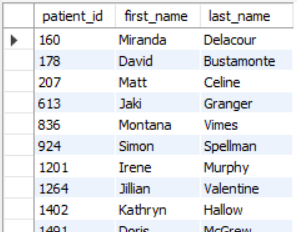 patient_id first_name last_name
160 Miranda Delacour
178 David Bustamonte
207 Matt Celine
613 Jaki Granger
836 Montana Vimes
924 Simon Spellman
1201 Irene Murphy
1264 Jillian Valentine
1402 Kathryn Hallow
1491 Doris McGrew